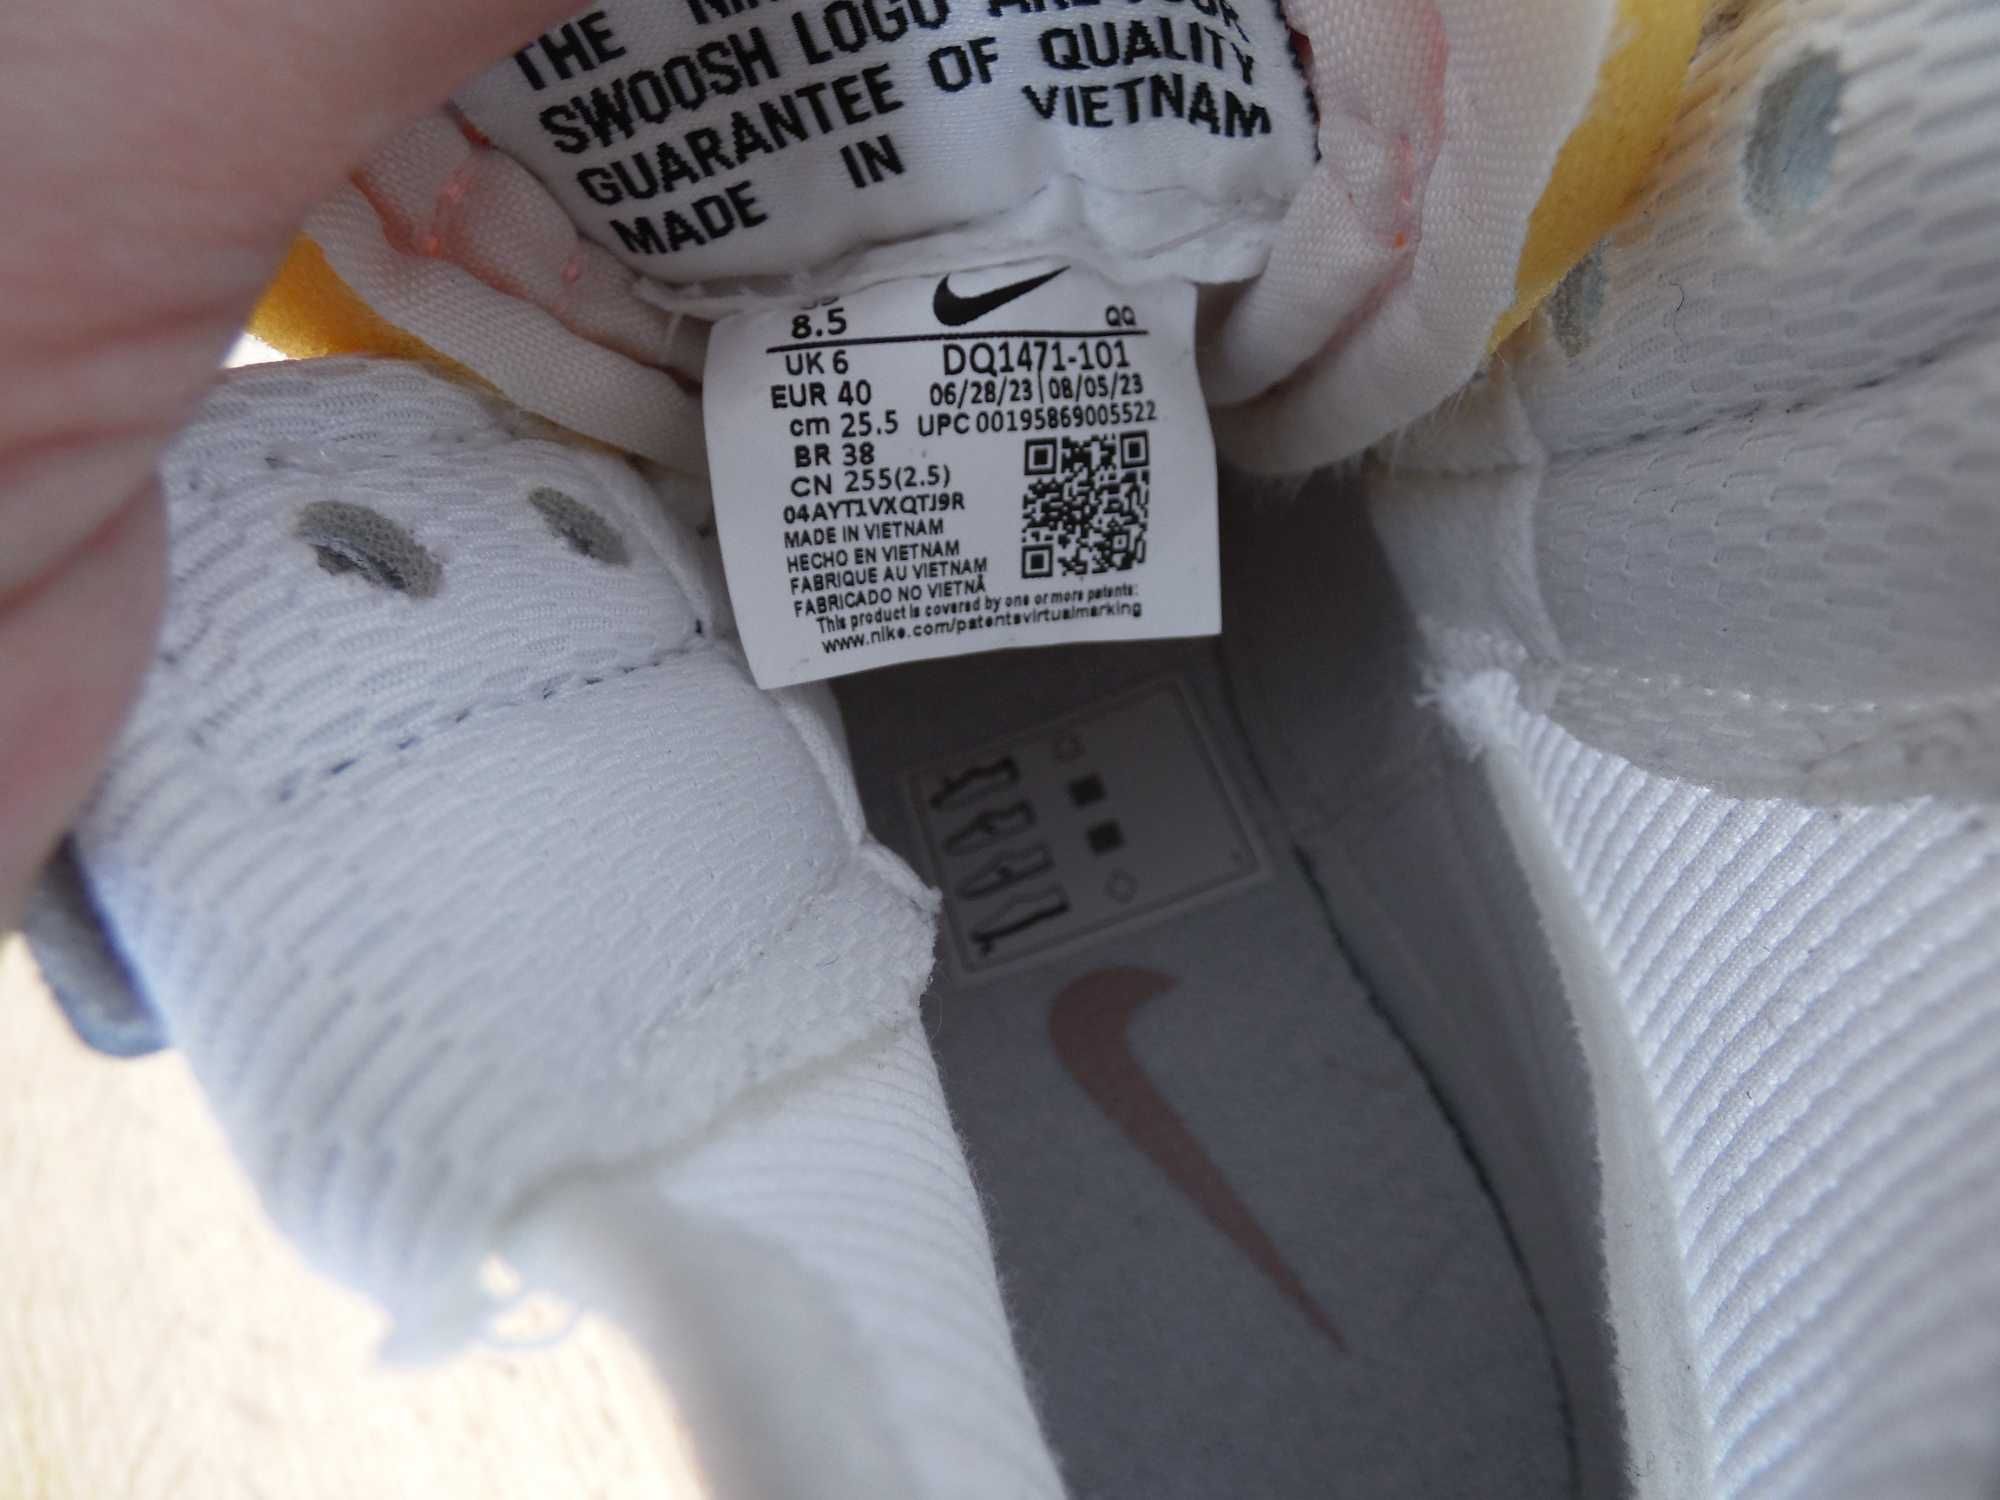 THE
SWOOSH LOGO ARE YOUR
GUARANTEE OF QUALITY
MADE IN VIETNAM
8.5 QQ
UK 6 DQ1471-101
EUR 40 06/28/23 08/05/23
cm 25.5 UPC 00195869005522
BR 38
CN 255(2.5)
04AYT1VXQTJ9R
MADE IN VIETNAM
HECHO EN VIETNAM
FABRIQUE AU VIETNAM
FABRICADO NO VIETNÃ
This product is covered by one or more patents:
www.nike.com/patentsvirtualmarking